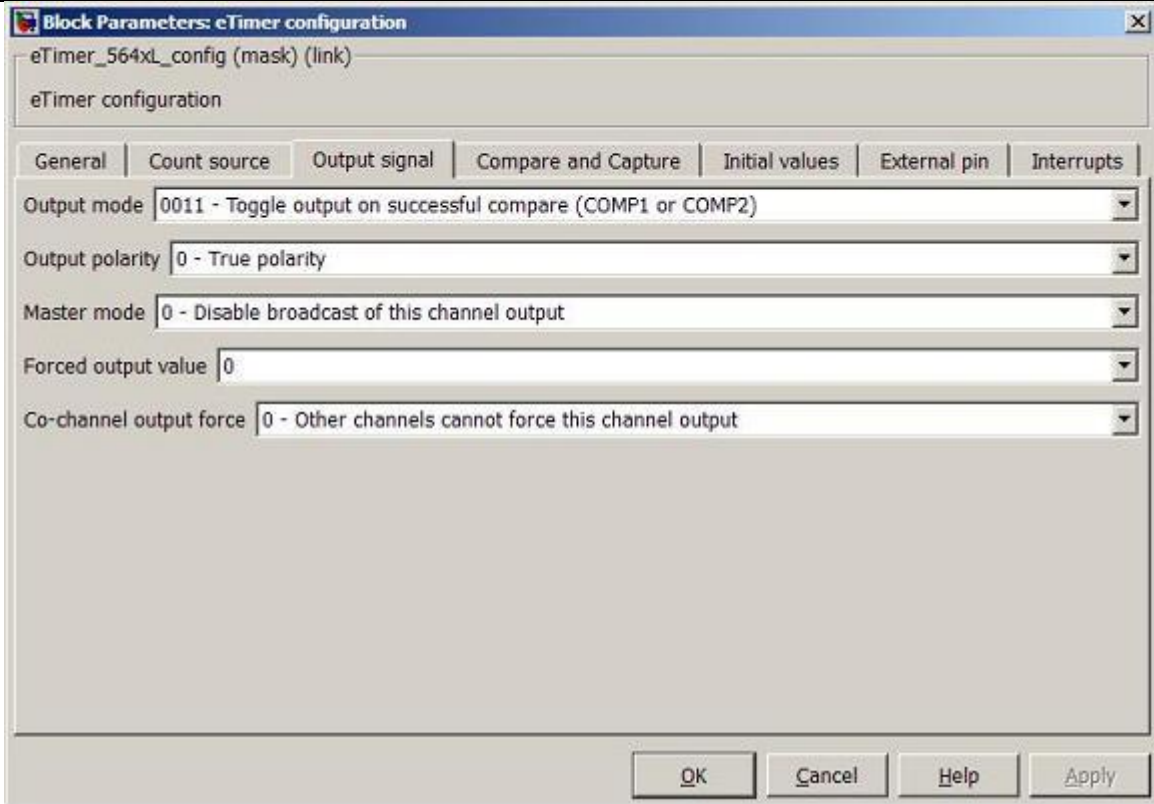 Block Parameters: eTimer configuration
eTimer_564xL_config (mask) (link)
eTimer configuration
General Count source Output signal Compare and Capture Initial values External pin Interrupts
Output mode 0011 - Toggle output on successful compare (COMP1 or COMP2)
Output polarity 0 - True polarity
Master mode 0 - Disable broadcast of this channel output
Forced output value 0
Co-channel output force 0 - Other channels cannot force this channel output
OK Cancel Help Apply